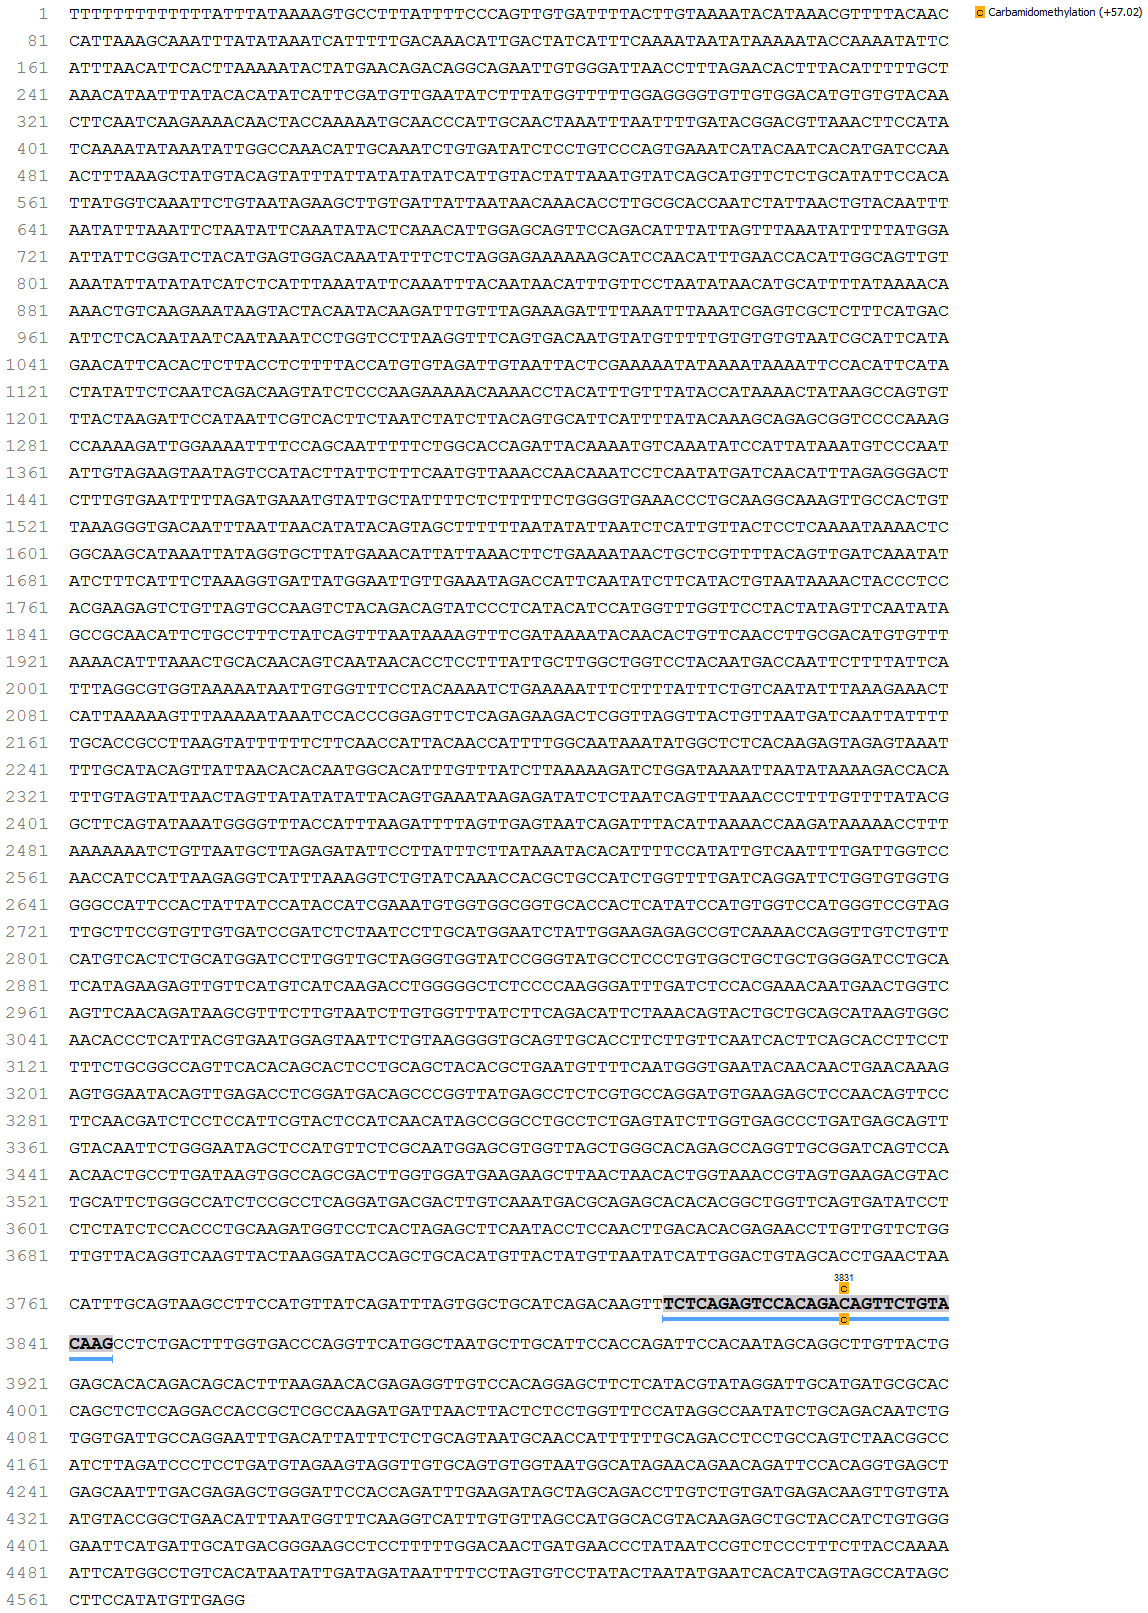 1 TTTTTTTTTTTTTTATTTATAAAAGTGCCTTTATTTTCCCAGTTGTGATTTTACTTGTAAAATACATAAACGTTTTACAAC
C Carbamidomethylation (+57.02)
81 CATTAAAGCAAATTTATATAAATCATTTTTGACAAACATTGACTATCATTTCAAAATAATATAAAAATACCAAAATATTC
161 ATTTAACATTCACTTAAAAATACTATGAACAGACAGGCAGAATTGTGGGATTAACCTTTAGAACACTTTACATTTTTGCT
241 AAACATAATTTATACACATATCATTCGATGTTGAATATCTTTATGGTTTTTGGAGGGGTGTTGTGGACATGTGTGTACAA
321 CTTCAATCAAGAAAACAACTACCAAAAATGCAACCCATTGCAACTAAATTTAATTTTGATACGGACGTTAAACTTCCATA
401 TCAAAATATAAATATTGGCCAAACATTGCAAATCTGTGATATCTCCTGTCCCAGTGAAATCATACAATCACATGATCCAA
481 ACTTTAAAGCTATGTACAGTATTTATTATATATATCATTGTACTATTAAATGTATCAGCATGTTCTCTGCATATTCCACA
561 TTATGGTCAAATTCTGTAATAGAAGCTTGTGATTATTAATAACAAACACCTTGCGCACCAATCTATTAACTGTACAATTT
641 AATATTTAAATTCTAATATTCAAATATACTCAAACATTGGAGCAGTTCCAGACATTTATTAGTTTAAATATTTTTATGGA
721 ATTATTCGGATCTACATGAGTGGACAAATATTTCTCTAGGAGAAAAAAGCATCCAACATTTGAACCACATTGGCAGTTGT
801 AAATATTATATATCATCTCATTTAAATATTCAAATTTACAATAACATTTGTTCCTAATATAACATGCATTTTATAAAACA
881 AAACTGTCAAGAAATAAGTACTACAATACAAGATTTGTTTAGAAAGATTTTAAATTTAAATCGAGTCGCTCTTTCATGAC
961 ATTCTCACAATAATCAATAAATCCTGGTCCTTAAGGTTTCAGTGACAATGTATGTTTTTGTGTGTGTAATCGCATTCATA
1041 GAACATTCACACTCTTACCTCTTTTACCATGTGTAGATTGTAATTACTCGAAAAATATAAAATAAAATTCCACATTCATA
1121 CTATATTCTCAATCAGACAAGTATCTCCCAAGAAAAACAAAACCTACATTTGTTTATACCATAAAACTATAAGCCAGTGT
1201 TTACTAAGATTCCATAATTCGTCACTTCTAATCTATCTTACAGTGCATTCATTTTATACAAAGCAGAGCGGTCCCCAAAG
1281 CCAAAAGATTGGAAAATTTTCCAGCAATTTTTCTGGCACCAGATTACAAAATGTCAAATATCCATTATAAATGTCCCAAT
1361 ATTGTAGAAGTAATAGTCCATACTTATTCTTTCAATGTTAAACCAACAAATCCTCAATATGATCAACATTTAGAGGGACT
1441 CTTTGTGAATTTTTAGATGAAATGTATTGCTATTTTCTCTTTTTCTGGGGTGAAACCCTGCAAGGCAAAGTTGCCACTGT
1521 TAAAGGGTGACAATTTAATTAACATATACAGTAGCTTTTTTAATATATTAATCTCATTGTTACTCCTCAAAATAAAACTC
1601 GGCAAGCATAAATTATAGGTGCTTATGAAACATTATTAAACTTCTGAAAATAACTGCTCGTTTTACAGTTGATCAAATAT
1681 ATCTTTCATTTCTAAAGGTGATTATGGAATTGTTGAAATAGACCATTCAATATCTTCATACTGTAATAAAACTACCCTCC
1761 ACGAAGAGTCTGTTAGTGCCAAGTCTACAGACAGTATCCCTCATACATCCATGGTTTGGTTCCTACTATAGTTCAATATA
1841 GCCGCAACATTCTGCCTTTCTATCAGTTTAATAAAAGTTTCGATAAAATACAACACTGTTCAACCTTGCGACATGTGTTT
1921 AAAACATTTAAACTGCACAACAGTCAATAACACCTCCTTTATTGCTTGGCTGGTCCTACAATGACCAATTCTTTTATTCA
2001 TTTAGGCGTGGTAAAAATAATTGTGGTTTCCTACAAAATCTGAAAAATTTCTTTTATTTCTGTCAATATTTAAAGAAACT
2081 CATTAAAAAGTTTAAAAATAAATCCACCCGGAGTTCTCAGAGAAGACTCGGTTAGGTTACTGTTAATGATCAATTATTTT
2161 TGCACCGCCTTAAGTATTTTTTCTTCAACCATTACAACCATTTTGGCAATAAATATGGCTCTCACAAGAGTAGAGTAAAT
2241 TTTGCATACAGTTATTAACACACAATGGCACATTTGTTTATCTTAAAAAGATCTGGATAAAATTAATATAAAAGACCACA
2321 TTTGTAGTATTAACTAGTTATATATATTACAGTGAAATAAGAGATATCTCTAATCAGTTTAAACCCTTTTGTTTTATACG
2401 GCTTCAGTATAAATGGGGTTTACCATTTAAGATTTTAGTTGAGTAATCAGATTTACATTAAAACCAAGATAAAAACCTTT
2481 AAAAAAATCTGTTAATGCTTAGAGATATTCCTTATTTCTTATAAATACACATTTTCCATATTGTCAATTTTGATTGGTCC
2561 AACCATCCATTAAGAGGTCATTTAAAGGTCTGTATCAAACCACGCTGCCATCTGGTTTTGATCAGGATTCTGGTGTGGTG
2641 GGGCCATTCCACTATTATCCATACCATCGAAATGTGGTGGCGGTGCACCACTCATATCCATGTGGTCCATGGGTCCGTAG
2721 TTGCTTCCGTGTTGTGATCCGATCTCTAATCCTTGCATGGAATCTATTGGAAGAGAGCCGTCAAAACCAGGTTGTCTGTT
2801 CATGTCACTCTGCATGGATCCTTGGTTGCTAGGGTGGTATCCGGGTATGCCTCCCTGTGGCTGCTGCTGGGGATCCTGCA
2881 TCATAGAAGAGTTGTTCATGTCATCAAGACCTGGGGGCTCTCCCCAAGGGATTTGATCTCCACGAAACAATGAACTGGTC
2961 AGTTCAACAGATAAGCGTTTCTTGTAATCTTGTGGTTTATCTTCAGACATTCTAAACAGTACTGCTGCAGCATAAGTGGC
3041 AACACCCTCATTACGTGAATGGAGTAATTCTGTAAGGGGTGCAGTTGCACCTTCTTGTTCAATCACTTCAGCACCTTCCT
3121 TTTCTGCGGCCAGTTCACACAGCACTCCTGCAGCTACACGCTGAATGTTTTCAATGGGTGAATACAACAACTGAACAAAG
3201 AGTGGAATACAGTTGAGACCTCGGATGACAGCCCGGTTATGAGCCTCTCGTGCCAGGATGTGAAGAGCTCCAACAGTTCC
3281 TTCAACGATCTCCTCCATTCGTACTCCATCAACATAGCCGGCCTGCCTCTGAGTATCTTGGTGAGCCCTGATGAGCAGTT
3361 GTACAATTCTGGGAATAGCTCCATGTTCTCGCAATGGAGCGTGGTTAGCTGGGCACAGAGCCAGGTTGCGGATCAGTCCA
3441 ACAACTGCCTTGATAAGTGGCCAGCGACTTGGTGGATGAAGAAGCTTAACTAACACTGGTAAACCGTAGTGAAGACGTAC
3521 TGCATTCTGGGCCATCTCCGCCTCAGGATGACGACTTGTCAAATGACGCAGAGCACACACGGCTGGTTCAGTGATATCCT
3601 CTCTATCTCCACCCTGCAAGATGGTCCTCACTAGAGCTTCAATACCTCCAACTTGACACACGAGAACCTTGTTGTTCTGG
3681 TTGTTACAGGTCAAGTTACTAAGGATACCAGCTGCACATGTTACTATGTTAATATCATTGGACTGTAGCACCTGAACTAA
3831
C
3761 CATTTGCAGTAAGCCTTCCATGTTATCAGATTTAGTGGCTGCATCAGACAAGTTTCTCAGAGTCCACAGACAGTTCTGTA
C
3841 CAAGCCTCTGACTTTGGTGACCCAGGTTCATGGCTAATGCTTGCATTCCACCAGATTCCACAATAGCAGGCTTGTTACTG
3921 GAGCACACAGACAGCACTTTAAGAACACGAGAGGTTGTCCACAGGAGCTTCTCATACGTATAGGATTGCATGATGCGCAC
4001 CAGCTCTCCAGGACCACCGCTCGCCAAGATGATTAACTTACTCTCCTGGTTTCCATAGGCCAATATCTGCAGACAATCTG
4081 TGGTGATTGCCAGGAATTTGACATTATTTCTCTGCAGTAATGCAACCATTTTTTGCAGACCTCCTGCCAGTCTAACGGCC
4161 ATCTTAGATCCCTCCTGATGTAGAAGTAGGTTGTGCAGTGTGGTAATGGCATAGAACAGAACAGATTCCACAGGTGAGCT
4241 GAGCAATTTGACGAGAGCTGGGATTCCACCAGATTTGAAGATAGCTAGCAGACCTTGTCTGTGATGAGACAAGTTGTGTA
4321 ATGTACCGGCTGAACATTTAATGGTTTCAAGGTCATTTGTGTTAGCCATGGCACGTACAAGAGCTGCTACCATCTGTGGG
4401 GAATTCATGATTGCATGACGGGAAGCCTCCTTTTTGGACAACTGATGAACCCTATAATCCGTCTCCCTTTCTTACCAAAA
4481 ATTCATGGCCTGTCACATAATATTGATAGATAATTTTCCTAGTGTCCTATACTAATATGAATCACATCAGTAGCCATAGC
4561 CTTCCATATGTTGAGG